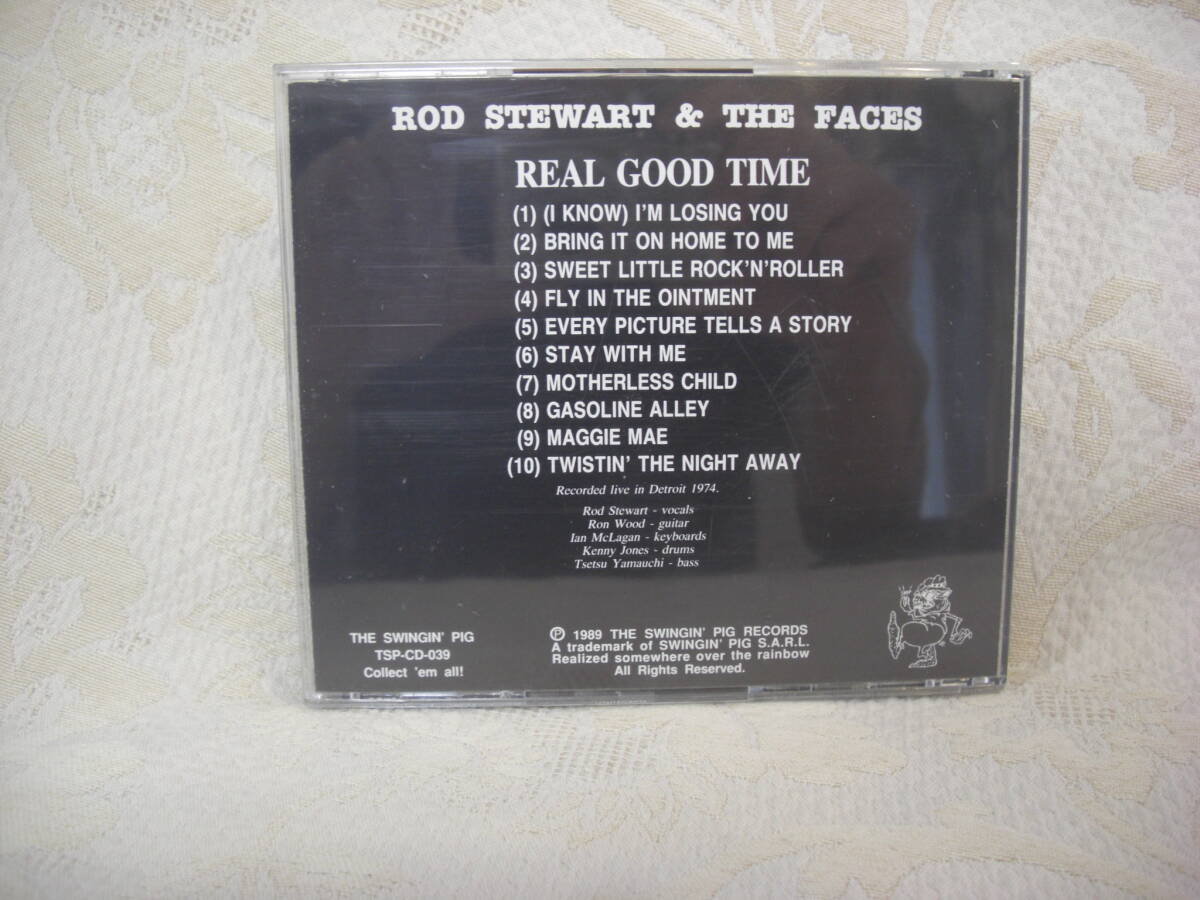 ROD STEWART & THE FACES
REAL GOOD TIME
(1) (I KNOW) I'M LOSING YOU
(2) BRING IT ON HOME TO ME
(3) SWEET LITTLE ROCK'N'ROLLER
(4) FLY IN THE OINTMENT
(5) EVERY PICTURE TELLS A STORY
(6) STAY WITH ME
(7) MOTHERLESS CHILD
(8) GASOLINE ALLEY
(9) MAGGIE MAE
(10) TWISTIN' THE NIGHT AWAY
Recorded live in Detroit 1974.
Rod Stewart - vocals
Ron Wood - guitar
Ian McLagan - keyboards
Kenny Jones - drums
Tsetsu Yamauchi - bass
THE SWINGIN' PIG
TSP-CD-039
Collect 'em all!
℗ 1989 THE SWINGIN' PIG RECORDS
A trademark of SWINGIN' PIG S.A.R.L.
Realized somewhere over the rainbow
All Rights Reserved.